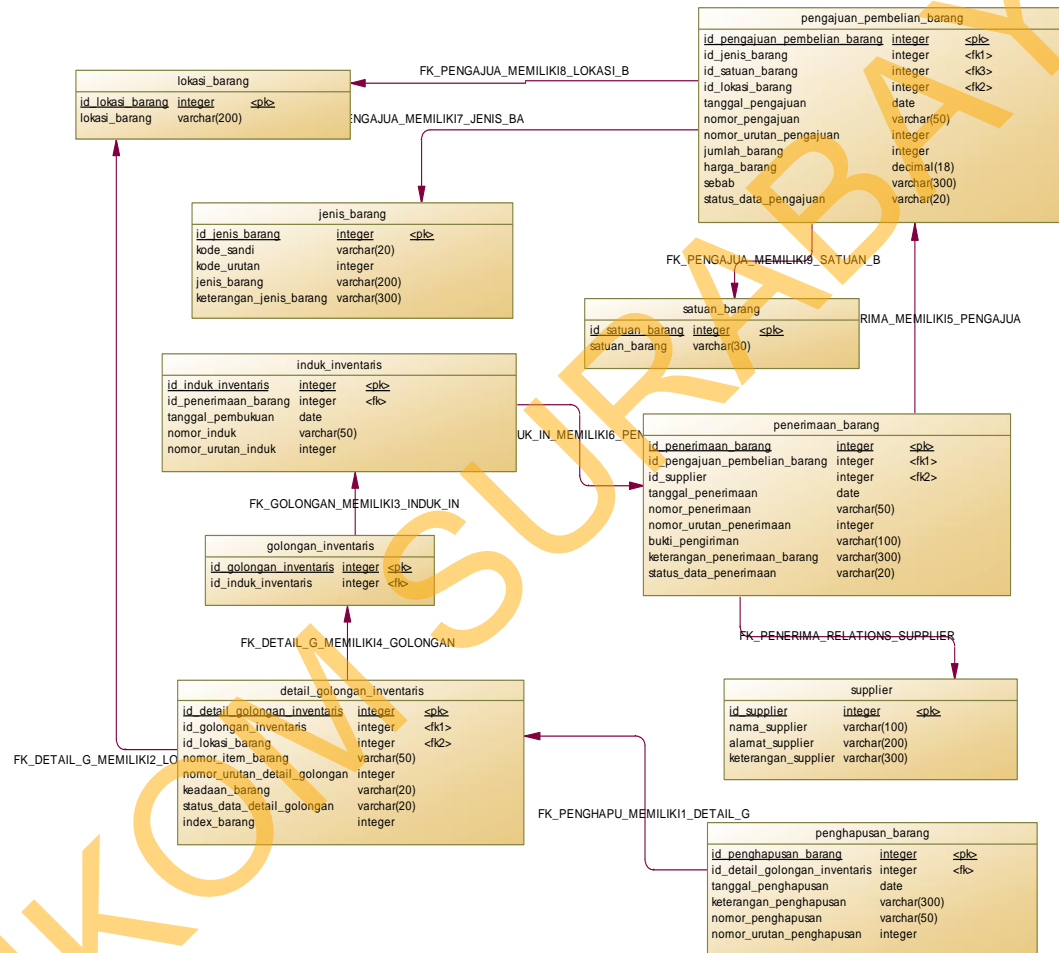 pengajuan_pembelian_barang
id_pengajuan_pembelian_barang integer <pk>
id_jenis_barang integer <fk1>
id_satuan_barang integer <fk3>
id_lokasi_barang integer <fk2>
tanggal_pengajuan date
nomor_pengajuan varchar(50)
nomor_urutan_pengajuan integer
jumlah_barang integer
harga_barang decimal(18)
sebab varchar(300)
status_data_pengajuan varchar(20)
FK_PENGAJUA_MEMILIKI8_LOKASI_B
lokasi_barang
id_lokasi_barang integer <pk>
lokasi_barang varchar(200)
ENGAJUA_MEMILIKI7_JENIS_BA
jenis_barang
id_jenis_barang integer <pk>
kode_sandi varchar(20)
kode_urutan integer
jenis_barang varchar(200)
keterangan_jenis_barang varchar(300)
FK_PENGAJUA_MEMILIKI9_SATUAN_B
satuan_barang
id_satuan_barang integer <pk>
satuan_barang varchar(30)
RIMA_MEMILIKI5_PENGAJUA
induk_inventaris
id_induk_inventaris integer <pk>
id_penerimaan_barang integer <fk>
tanggal_pembukuan date
nomor_induk varchar(50)
nomor_urutan_induk integer
UK_IN_MEMILIKI6_PEN
penerimaan_barang
id_penerimaan_barang integer <pk>
id_pengajuan_pembelian_barang integer <fk1>
id_supplier integer <fk2>
tanggal_penerimaan date
nomor_penerimaan varchar(50)
nomor_urutan_penerimaan integer
bukti_pengiriman varchar(100)
keterangan_penerimaan_barang varchar(300)
status_data_penerimaan varchar(20)
FK_GOLONGAN_MEMILIKI3_INDUK_IN
golongan_inventaris
id_golongan_inventaris integer <pk>
id_induk_inventaris integer <fk>
FK_DETAIL_G_MEMILIKI4_GOLONGAN
FK_PENERIMA_RELATIONS_SUPPLIER
detail_golongan_inventaris
id_detail_golongan_inventaris integer <pk>
id_golongan_inventaris integer <fk1>
id_lokasi_barang integer <fk2>
nomor_item_barang varchar(50)
nomor_urutan_detail_golongan integer
keadaan_barang varchar(20)
status_data_detail_golongan varchar(20)
index_barang integer
FK_DETAIL_G_MEMILIKI2_LO
supplier
id_supplier integer <pk>
nama_supplier varchar(100)
alamat_supplier varchar(200)
keterangan_supplier varchar(300)
FK_PENGHAPU_MEMILIKI1_DETAIL_G
penghapusan_barang
id_penghapusan_barang integer <pk>
id_detail_golongan_inventaris integer <fk>
tanggal_penghapusan date
keterangan_penghapusan varchar(300)
nomor_penghapusan varchar(50)
nomor_urutan_penghapusan integer
IKOM SURABAY